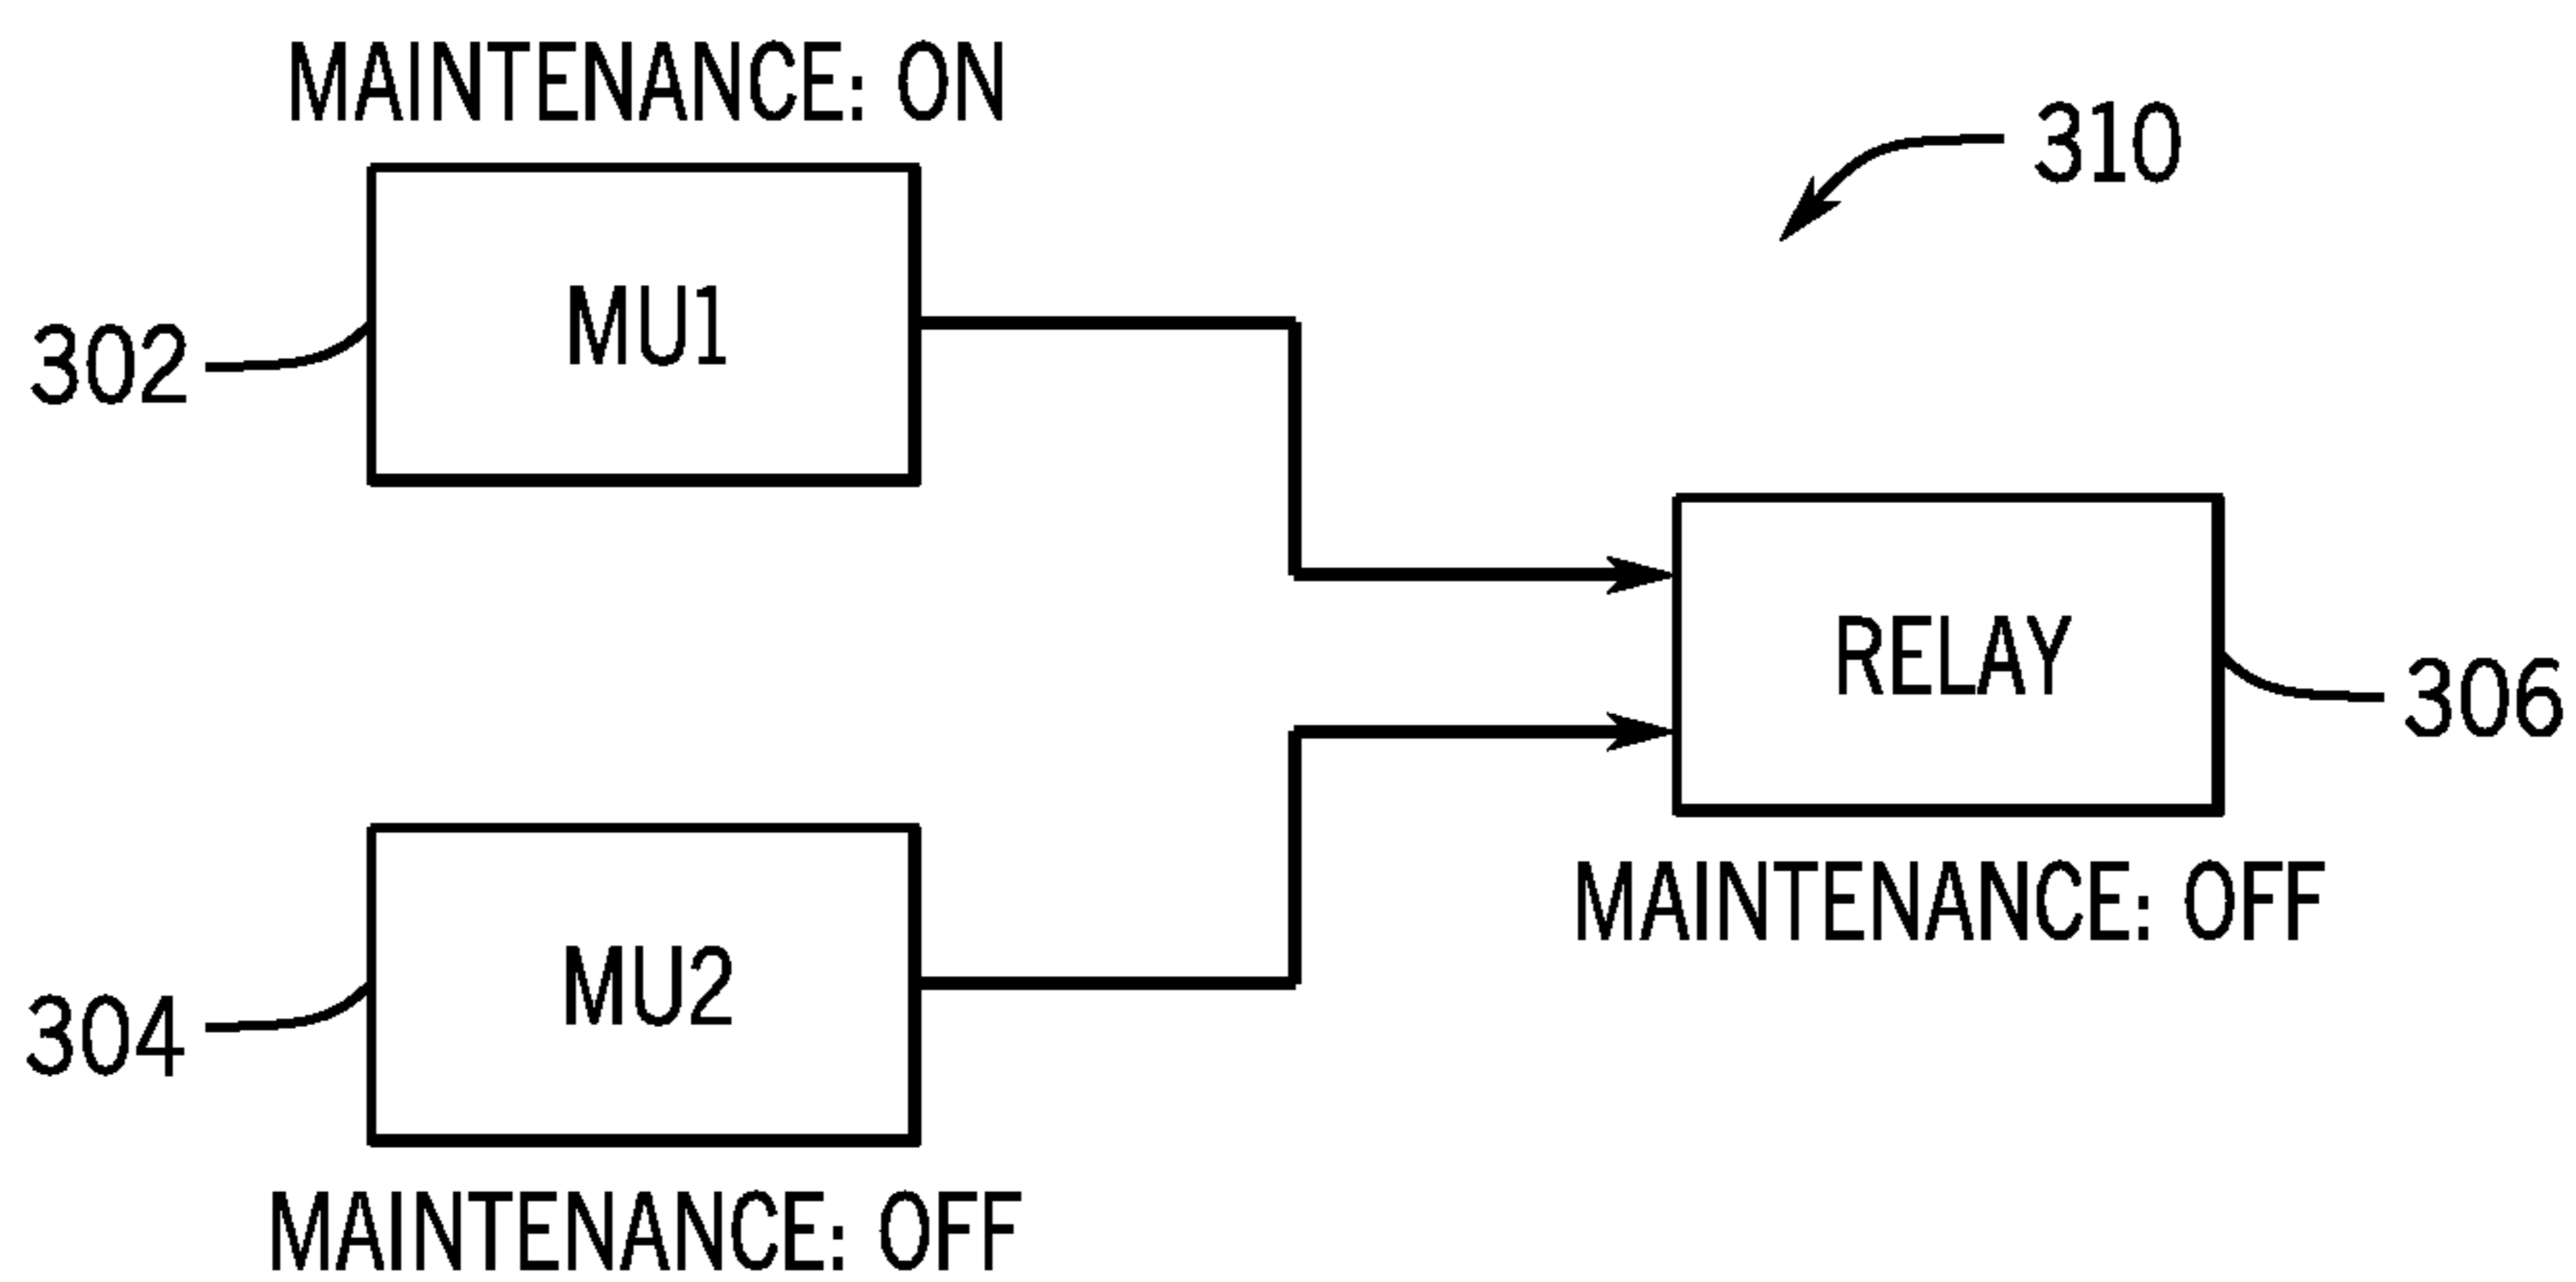 MAINTENANCE: ON
310
MU1
302
RELAY
306
MAINTENANCE: OFF
MU2
304
MAINTENANCE: OFF